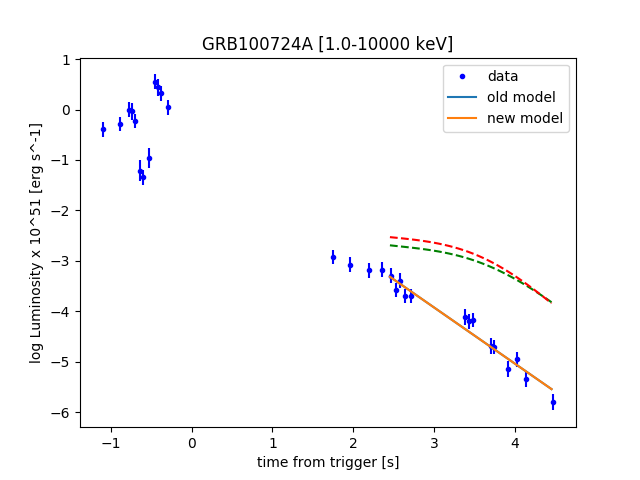 GRB100724A [1.0-10000 keV]
data
old model
new model
log Luminosity x 10^51 [erg s^-1]
1
0
−1
−2
−3
−4
−5
−6
−1
0
1
2
3
4
time from trigger [s]